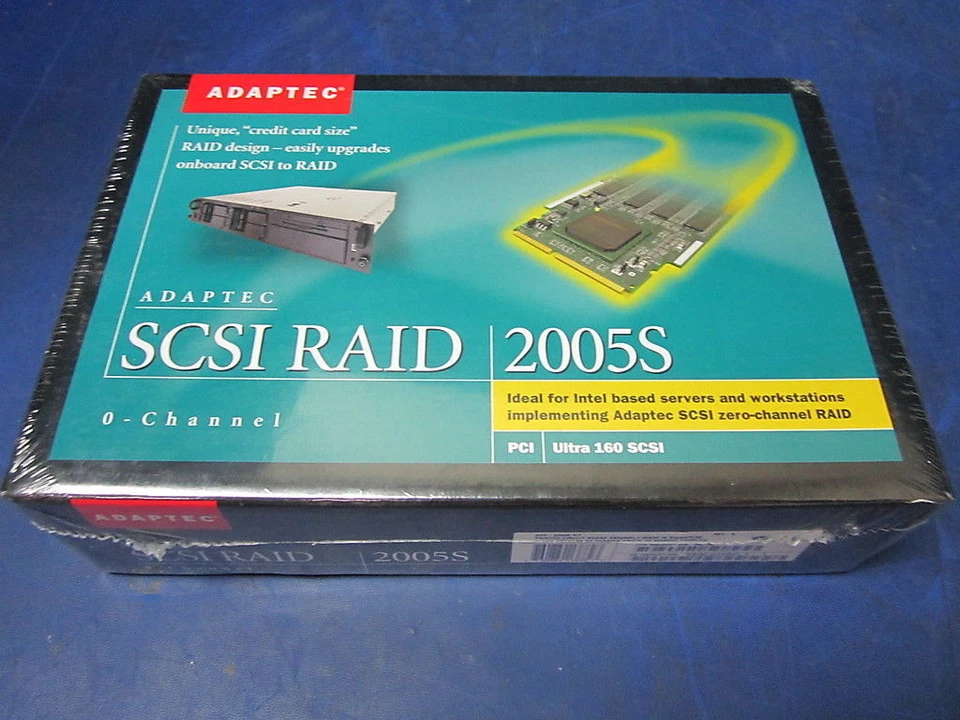 ADAPTEC®
Unique, "credit card size"
RAID design – easily upgrades
onboard SCSI to RAID
ADAPTEC
SCSI RAID 2005S
0-Channel
Ideal for Intel based servers and workstations
implementing Adaptec SCSI zero-channel RAID
PCI Ultra 160 SCSI
ADAPTEC
SCSI RAID 2005S